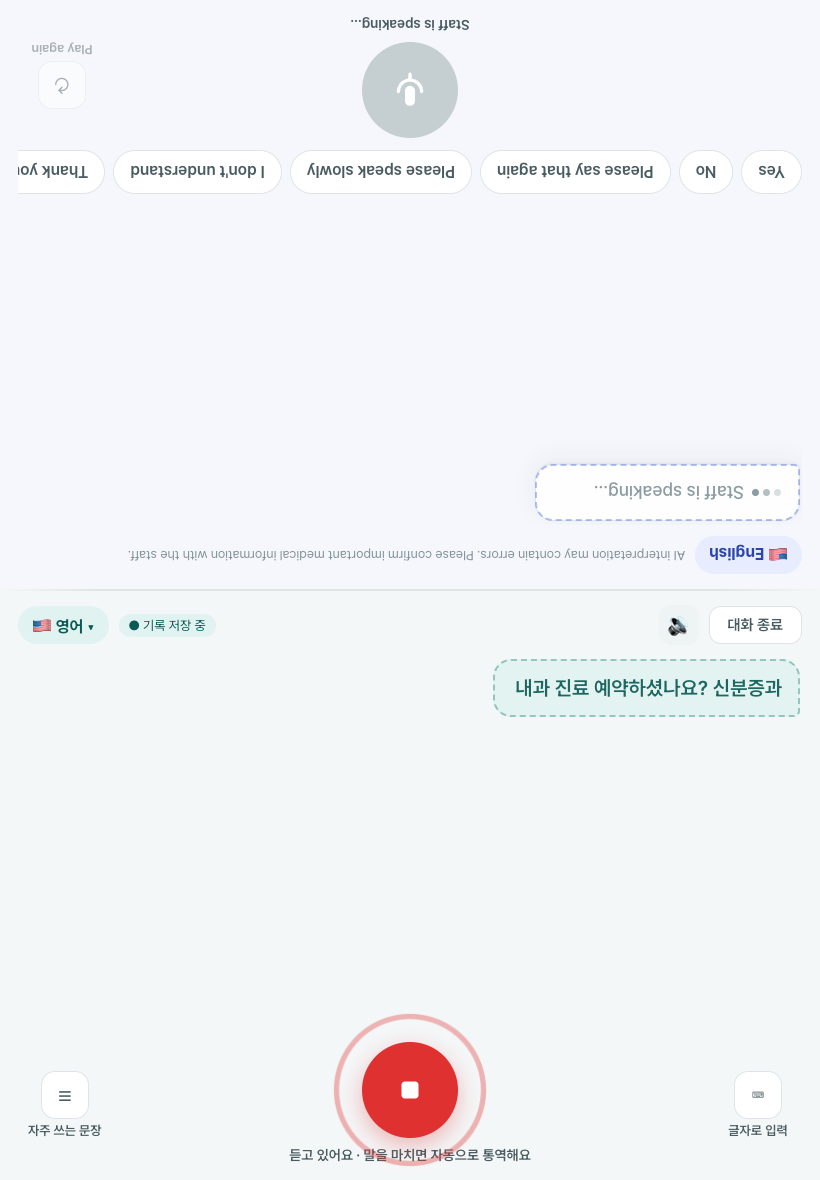 Staff is speaking...
Play again
Yes
No
Please say that again
Please speak slowly
I don't understand
Thank you
Staff is speaking...
English
AI interpretation may contain errors. Please confirm important medical information with the staff.
영어 ▾
● 기록 저장 중
대화 종료
내과 진료 예약하셨나요? 신분증과
자주 쓰는 문장
글자로 입력
듣고 있어요 · 말을 마치면 자동으로 통역해요